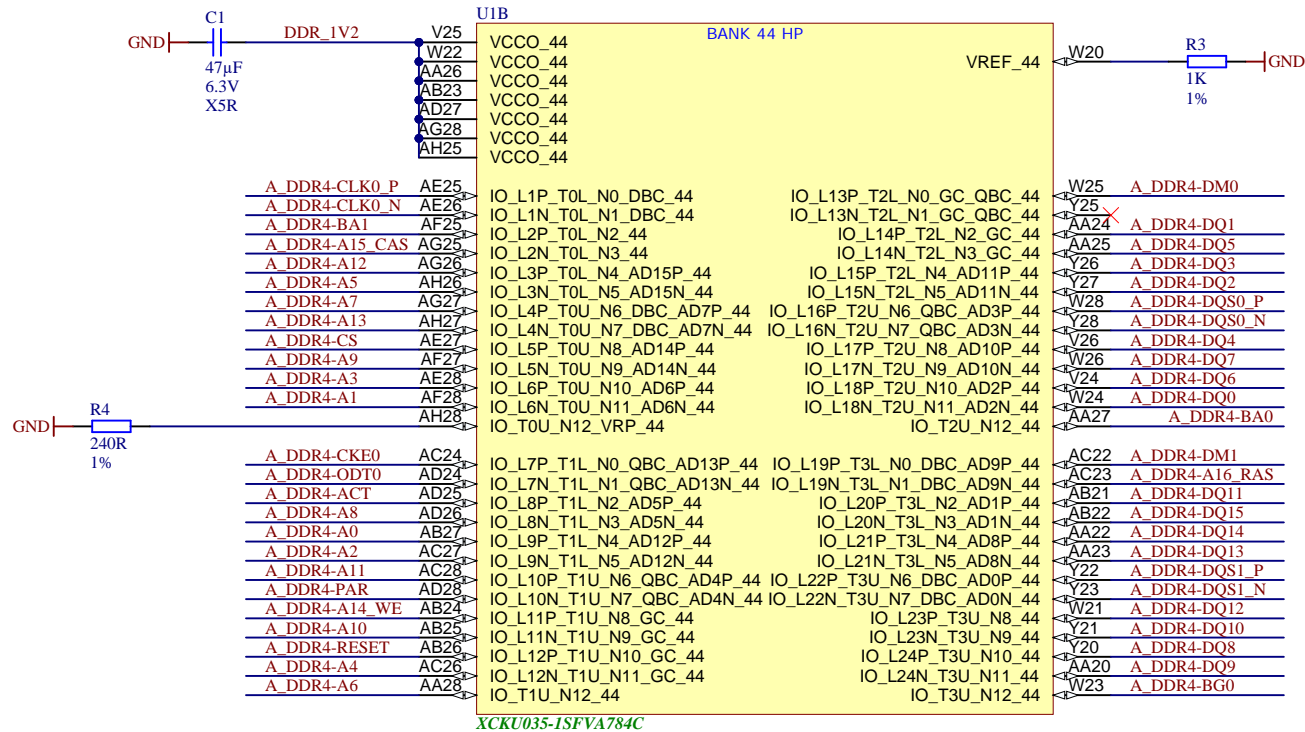 U1B
BANK 44 HP
C1
GND
47µF
6.3V
X5R
DDR_1V2
V25 VCCO_44
W22 VCCO_44
AA26 VCCO_44
AB23 VCCO_44
AD27 VCCO_44
AG28 VCCO_44
AH25 VCCO_44
VREF_44 W20
R3
GND
1K
1%
A_DDR4-CLK0_P AE25 IO_L1P_T0L_N0_DBC_44
A_DDR4-CLK0_N AE26 IO_L1N_T0L_N1_DBC_44
A_DDR4-BA1 AF25 IO_L2P_T0L_N2_44
A_DDR4-A15_CAS AG25 IO_L2N_T0L_N3_44
A_DDR4-A12 AG26 IO_L3P_T0L_N4_AD15P_44
A_DDR4-A5 AH26 IO_L3N_T0L_N5_AD15N_44
A_DDR4-A7 AG27 IO_L4P_T0U_N6_DBC_AD7P_44
A_DDR4-A13 AH27 IO_L4N_T0U_N7_DBC_AD7N_44
A_DDR4-CS AE27 IO_L5P_T0U_N8_AD14P_44
A_DDR4-A9 AF27 IO_L5N_T0U_N9_AD14N_44
A_DDR4-A3 AE28 IO_L6P_T0U_N10_AD6P_44
A_DDR4-A1 AF28 IO_L6N_T0U_N11_AD6N_44
AH28 IO_T0U_N12_VRP_44
R4
GND
240R
1%
A_DDR4-CKE0 AC24 IO_L7P_T1L_N0_QBC_AD13P_44
A_DDR4-ODT0 AD24 IO_L7N_T1L_N1_QBC_AD13N_44
A_DDR4-ACT AD25 IO_L8P_T1L_N2_AD5P_44
A_DDR4-A8 AD26 IO_L8N_T1L_N3_AD5N_44
A_DDR4-A0 AB27 IO_L9P_T1L_N4_AD12P_44
A_DDR4-A2 AC27 IO_L9N_T1L_N5_AD12N_44
A_DDR4-A11 AC28 IO_L10P_T1U_N6_QBC_AD4P_44
A_DDR4-PAR AD28 IO_L10N_T1U_N7_QBC_AD4N_44
A_DDR4-A14_WE AB24 IO_L11P_T1U_N8_GC_44
A_DDR4-A10 AB25 IO_L11N_T1U_N9_GC_44
A_DDR4-RESET AB26 IO_L12P_T1U_N10_GC_44
A_DDR4-A4 AC26 IO_L12N_T1U_N11_GC_44
A_DDR4-A6 AA28 IO_T1U_N12_44
IO_L13P_T2L_N0_GC_QBC_44 W25 A_DDR4-DM0
IO_L13N_T2L_N1_GC_QBC_44 Y25
IO_L14P_T2L_N2_GC_44 AA24 A_DDR4-DQ1
IO_L14N_T2L_N3_GC_44 AA25 A_DDR4-DQ5
IO_L15P_T2L_N4_AD11P_44 Y26 A_DDR4-DQ3
IO_L15N_T2L_N5_AD11N_44 Y27 A_DDR4-DQ2
IO_L16P_T2U_N6_QBC_AD3P_44 W28 A_DDR4-DQS0_P
IO_L16N_T2U_N7_QBC_AD3N_44 Y28 A_DDR4-DQS0_N
IO_L17P_T2U_N8_AD10P_44 V26 A_DDR4-DQ4
IO_L17N_T2U_N9_AD10N_44 W26 A_DDR4-DQ7
IO_L18P_T2U_N10_AD2P_44 V24 A_DDR4-DQ6
IO_L18N_T2U_N11_AD2N_44 W24 A_DDR4-DQ0
IO_T2U_N12_44 AA27 A_DDR4-BA0
IO_L19P_T3L_N0_DBC_AD9P_44 AC22 A_DDR4-DM1
IO_L19N_T3L_N1_DBC_AD9N_44 AC23 A_DDR4-A16_RAS
IO_L20P_T3L_N2_AD1P_44 AB21 A_DDR4-DQ11
IO_L20N_T3L_N3_AD1N_44 AB22 A_DDR4-DQ15
IO_L21P_T3L_N4_AD8P_44 AA22 A_DDR4-DQ14
IO_L21N_T3L_N5_AD8N_44 AA23 A_DDR4-DQ13
IO_L22P_T3U_N6_DBC_AD0P_44 Y22 A_DDR4-DQS1_P
IO_L22N_T3U_N7_DBC_AD0N_44 Y23 A_DDR4-DQS1_N
IO_L23P_T3U_N8_44 W21 A_DDR4-DQ12
IO_L23N_T3U_N9_44 Y21 A_DDR4-DQ10
IO_L24P_T3U_N10_44 Y20 A_DDR4-DQ8
IO_L24N_T3U_N11_44 AA20 A_DDR4-DQ9
IO_T3U_N12_44 W23 A_DDR4-BG0
XCKU035-1SFVA784C